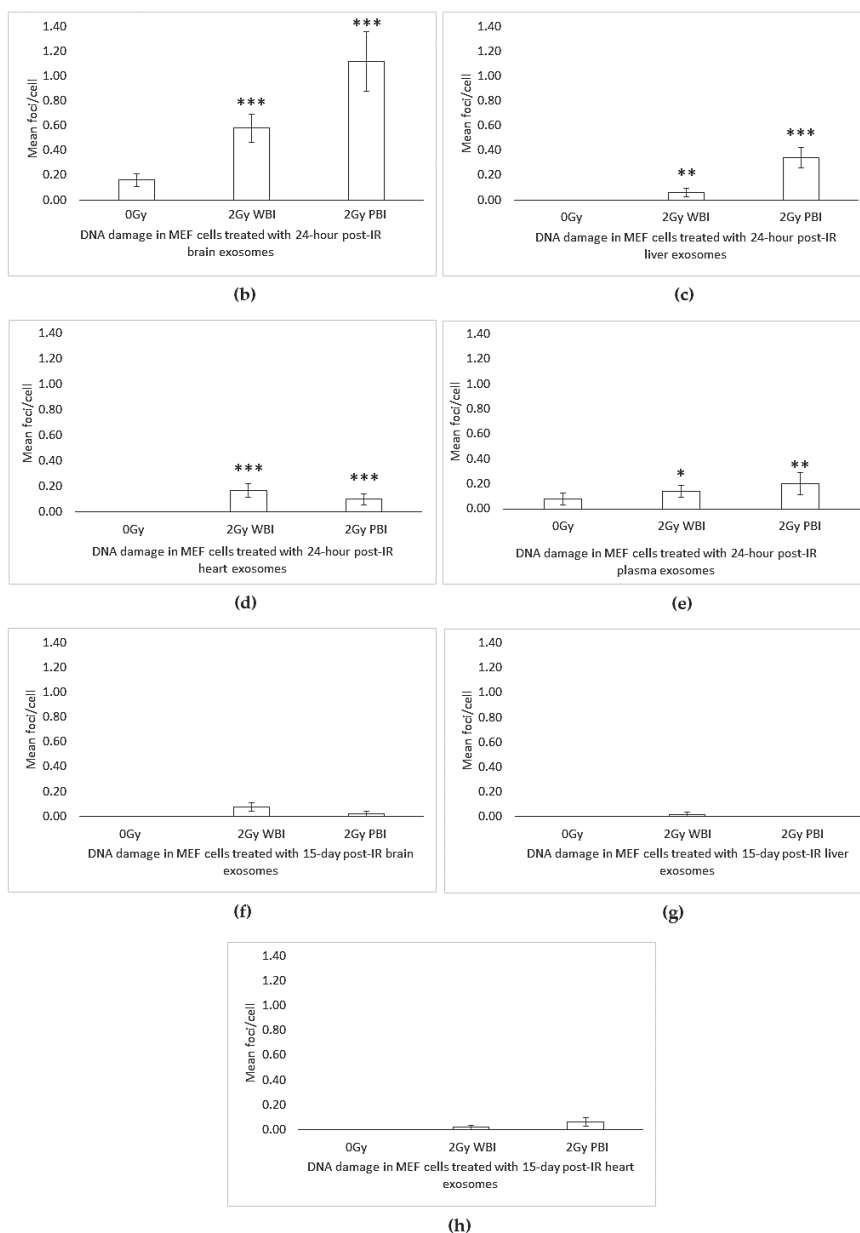 1.40
1.20
1.00
0.80
0.60
0.40
0.20
0.00
Mean foci/cell
***
***
0Gy
2Gy WBI
2Gy PBI
DNA damage in MEF cells treated with 24-hour post-IR
brain exosomes
(b)
1.40
1.20
1.00
0.80
0.60
0.40
0.20
0.00
Mean foci/cell
**
***
0Gy
2Gy WBI
2Gy PBI
DNA damage in MEF cells treated with 24-hour post-IR
liver exosomes
(c)
1.40
1.20
1.00
0.80
0.60
0.40
0.20
0.00
Mean foci/cell
***
***
0Gy
2Gy WBI
2Gy PBI
DNA damage in MEF cells treated with 24-hour post-IR
heart exosomes
(d)
1.40
1.20
1.00
0.80
0.60
0.40
0.20
0.00
Mean foci/cell
*
**
0Gy
2Gy WBI
2Gy PBI
DNA damage in MEF cells treated with 24-hour post-IR
plasma exosomes
(e)
1.40
1.20
1.00
0.80
0.60
0.40
0.20
0.00
Mean foci/cell
0Gy
2Gy WBI
2Gy PBI
DNA damage in MEF cells treated with 15-day post-IR brain
exosomes
(f)
1.40
1.20
1.00
0.80
0.60
0.40
0.20
0.00
Mean foci/cell
0Gy
2Gy WBI
2Gy PBI
DNA damage in MEF cells treated with 15-day post-IR liver
exosomes
(g)
1.40
1.20
1.00
0.80
0.60
0.40
0.20
0.00
Mean foci/cell
0Gy
2Gy WBI
2Gy PBI
DNA damage in MEF cells treated with 15-day post-IR heart
exosomes
(h)